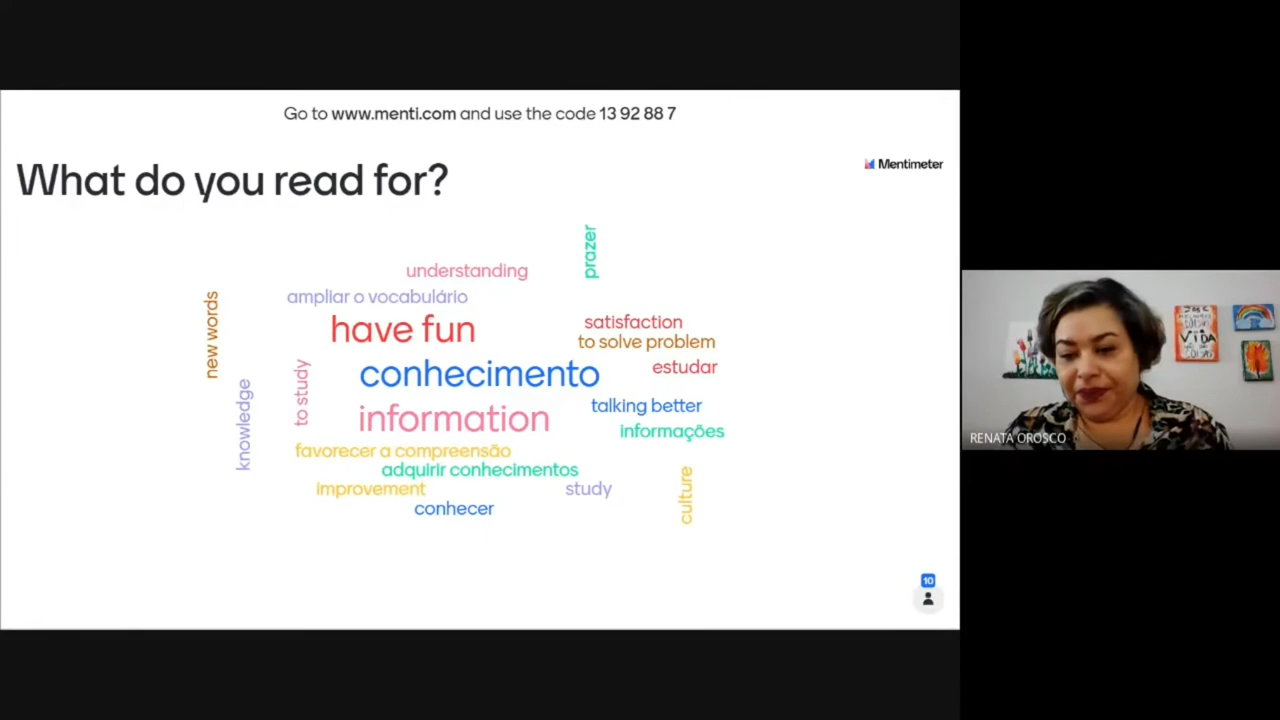 Go to www.menti.com and use the code 13 92 88 7
What do you read for?
Mentimeter
prazer
understanding
ampliar o vocabulário
new words
have fun
satisfaction
to solve problem
to study
conhecimento
estudar
knowledge
information
talking better
informações
favorecer a compreensão
adquirir conhecimentos
improvement
study
culture
conhecer
10
VIDA
RENATA OROSCO